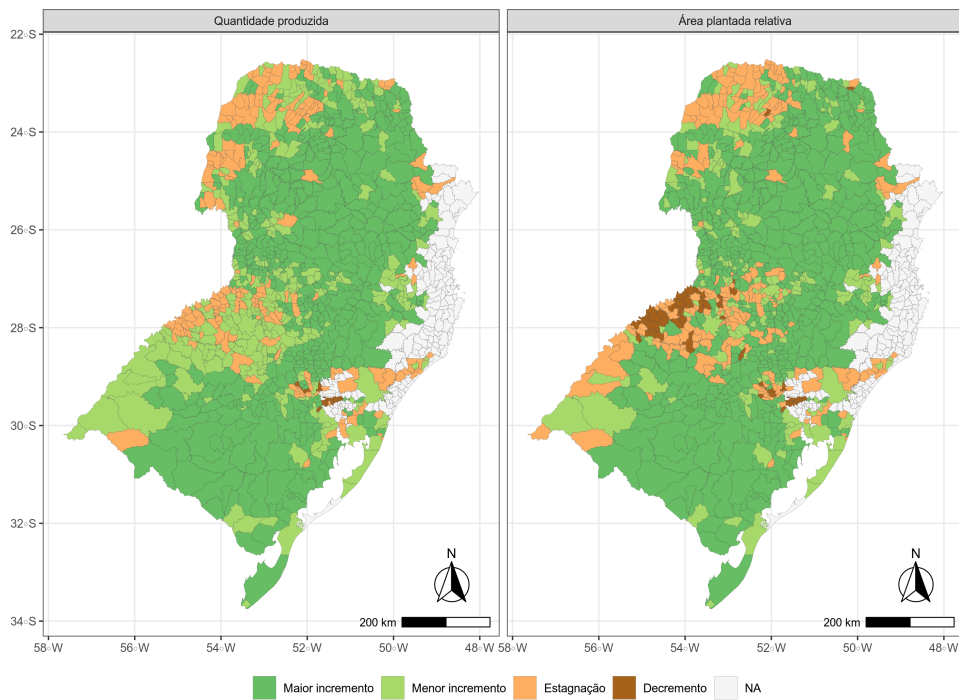 Quantidade produzida
Área plantada relativa
22◦S
24◦S
26◦S
28◦S
30◦S
32◦S
34◦S
N
200 km
N
200 km
58◦W
56◦W
54◦W
52◦W
50◦W
48◦W
58◦W
56◦W
54◦W
52◦W
50◦W
48◦W
Maior incremento
Menor incremento
Estagnação
Decremento
NA